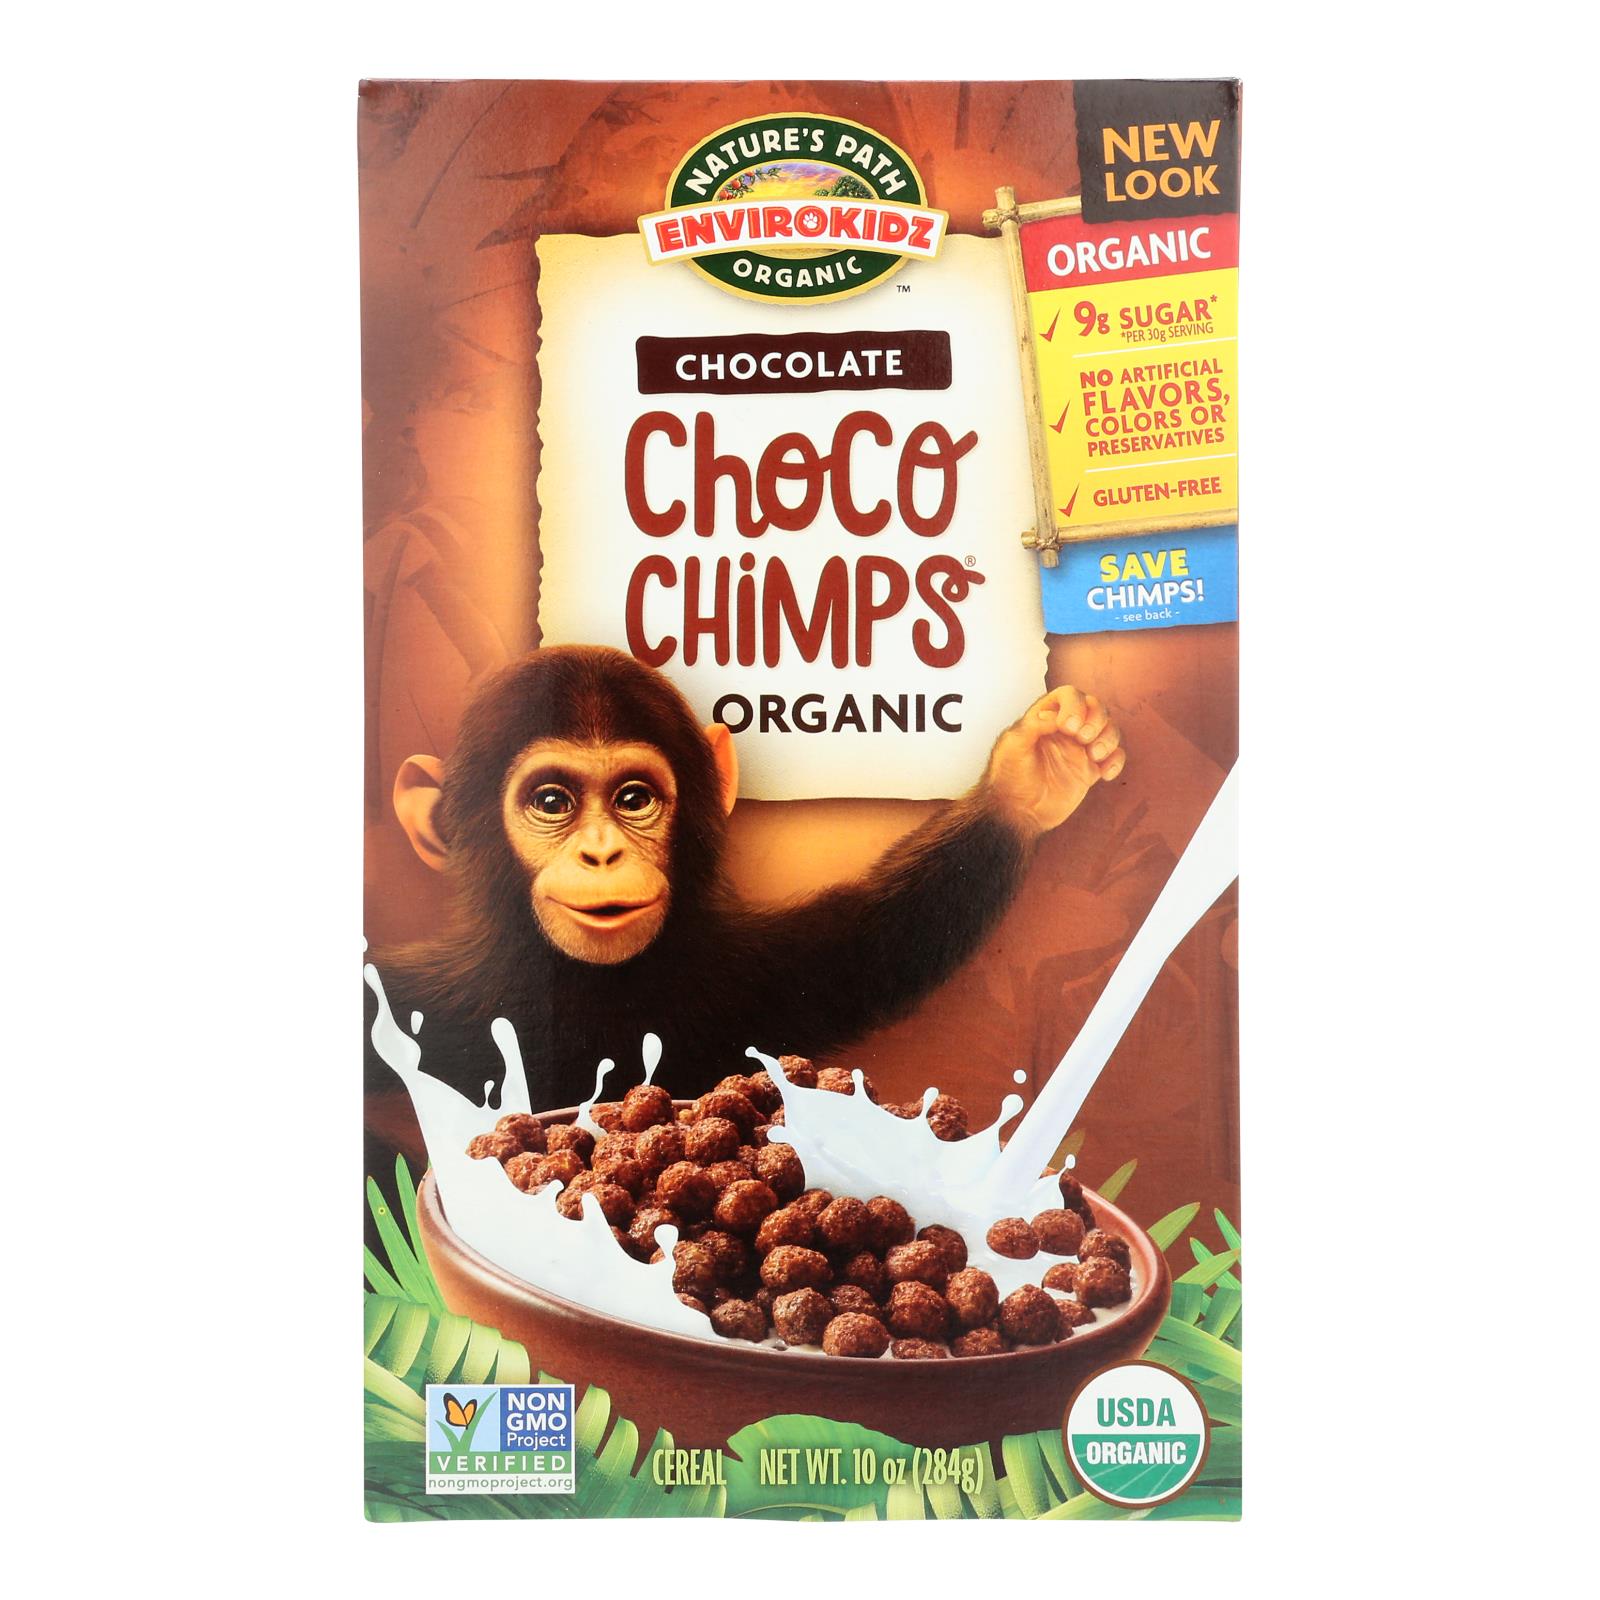 NATURE'S PATH
ENVIROKIDZ
ORGANIC
™
CHOCOLATE
CHoCo
CHiMPS®
ORGANIC
NEW
LOOK
ORGANIC
9g SUGAR*
*PER 30g SERVING
NO ARTIFICIAL
FLAVORS,
COLORS OR
PRESERVATIVES
GLUTEN-FREE
SAVE
CHIMPS!
- see back -
NON
GMO
Project
VERIFIED
nongmoproject.org
CEREAL NET WT. 10 oz (284g)
USDA
ORGANIC